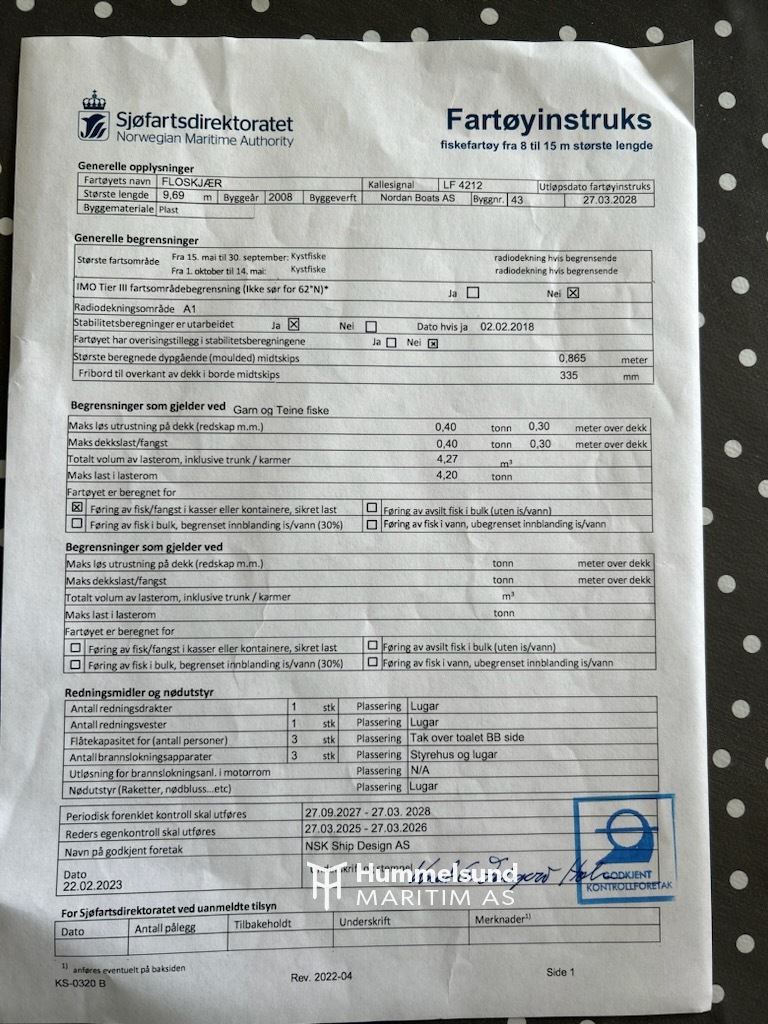 Sjøfartsdirektoratet
Norwegian Maritime Authority
Fartøyinstruks
fiskefartøy fra 8 til 15 m største lengde
Generelle opplysninger
Fartøyets navn FLOSKJÆR Kallesignal LF 4212 Utløpsdato fartøyinstruks
Største lengde 9,69 m Byggeår 2008 Byggeverft Nordan Boats AS Byggnr. 43 27.03.2028
Byggemateriale Plast
Generelle begrensninger
Største fartsområde Fra 15. mai til 30. september: Kystfiske radiodekning hvis begrensende
Fra 1. oktober til 14. mai: Kystfiske radiodekning hvis begrensende
IMO Tier III fartsområdebegrensning (Ikke sør for 62°N)* Ja ☐ Nei ☒
Radiodekningsområde A1
Stabilitetsberegninger er utarbeidet Ja ☒ Nei ☐ Dato hvis ja 02.02.2018
Fartøyet har overisingstillegg i stabilitetsberegningene Ja ☐ Nei ☒
Største beregnede dypgående (moulded) midtskips 0,865 meter
Fribord til overkant av dekk i borde midtskips 335 mm
Begrensninger som gjelder ved Garn og Teine fiske
Maks løs utrustning på dekk (redskap m.m.) 0,40 tonn 0,30 meter over dekk
Maks dekkslast/fangst 0,40 tonn 0,30 meter over dekk
Totalt volum av lasterom, inklusive trunk / karmer 4,27 m³
Maks last i lasterom 4,20 tonn
Fartøyet er beregnet for
☒ Føring av fisk/fangst i kasser eller kontainere, sikret last ☐ Føring av avsilt fisk i bulk (uten is/vann)
☐ Føring av fisk i bulk, begrenset innblanding is/vann (30%) ☐ Føring av fisk i vann, ubegrenset innblanding is/vann
Begrensninger som gjelder ved
Maks løs utrustning på dekk (redskap m.m.) tonn meter over dekk
Maks dekkslast/fangst tonn meter over dekk
Totalt volum av lasterom, inklusive trunk / karmer m³
Maks last i lasterom tonn
Fartøyet er beregnet for
☐ Føring av fisk/fangst i kasser eller kontainere, sikret last ☐ Føring av avsilt fisk i bulk (uten is/vann)
☐ Føring av fisk i bulk, begrenset innblanding is/vann (30%) ☐ Føring av fisk i vann, ubegrenset innblanding is/vann
Redningsmidler og nødutstyr
Antall redningsdrakter 1 stk Plassering Lugar
Antall redningsvester 1 stk Plassering Lugar
Flåtekapasitet for (antall personer) 3 stk Plassering Tak over toalet BB side
Antall brannslokningsapparater 3 stk Plassering Styrehus og lugar
Utløsning for brannslokningsanl. i motorrom Plassering N/A
Nødutstyr (Raketter, nødbluss...etc) Plassering Lugar
Periodisk forenklet kontroll skal utføres 27.09.2027 - 27.03. 2028
Reders egenkontroll skal utføres 27.03.2025 - 27.03.2026
Navn på godkjent foretak NSK Ship Design AS
Dato
22.02.2023
Hummelsund
MARITIM AS
GODKJENT
KONTROLLFORETAK
For Sjøfartsdirektoratet ved uanmeldte tilsyn
Dato Antall pålegg Tilbakeholdt Underskrift Merknader¹⁾
¹⁾ anføres eventuelt på baksiden
KS-0320 B Rev. 2022-04 Side 1